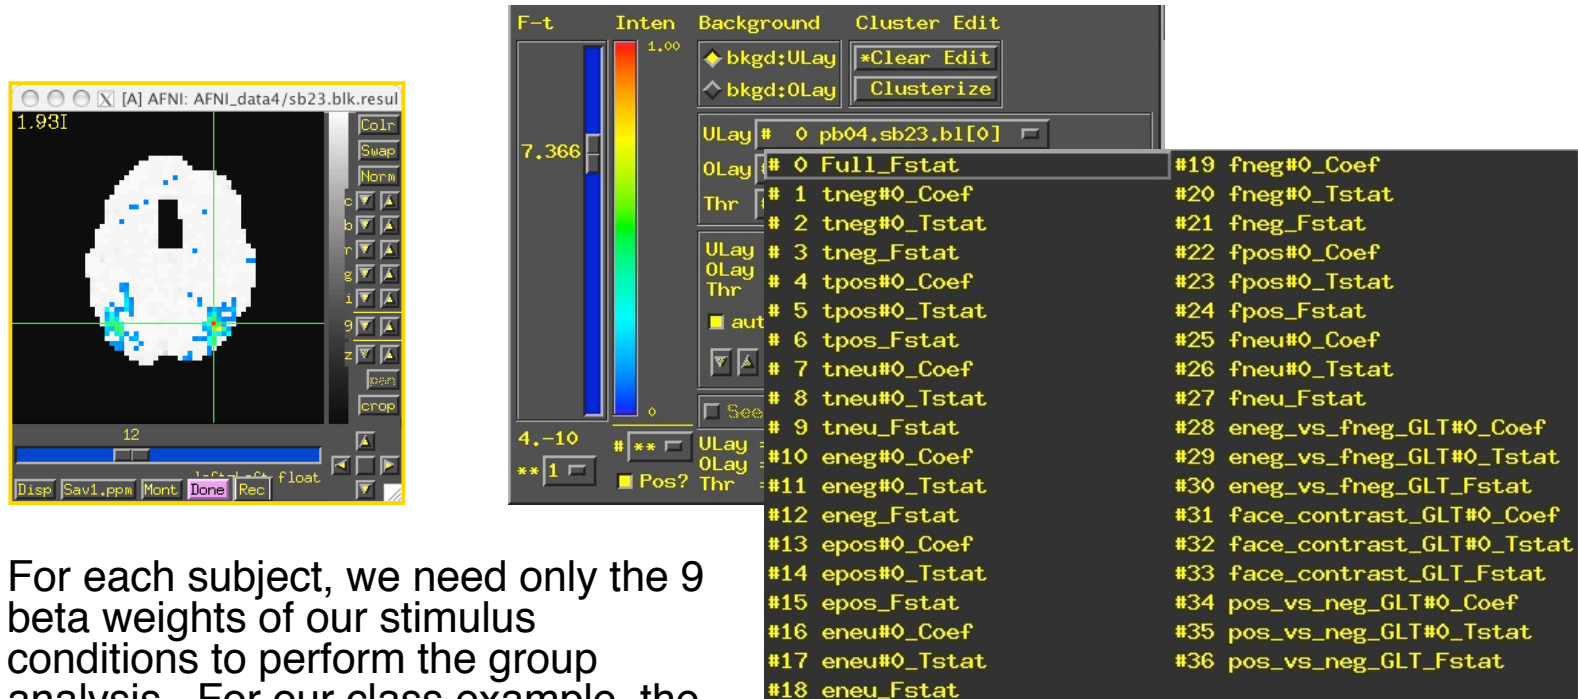 [A] AFNI: AFNI_data4/sb23.blk.resul
1.93I
Colr
Swap
Norm
c
b
r
g
i
9
z
pan
crop
12
float
Disp Sav1.ppm Mont Done Rec
F-t Inten Background Cluster Edit
1.00
bkgd:ULay *Clear Edit
bkgd:OLay Clusterize
7.366
ULay # 0 pb04.sb23.bl[0]
OLay #
Thr #
ULay
OLay
Thr
aut
See
0
4.-10
# **
ULay =
** 1
Pos?
OLay =
Thr =
# 0 Full_Fstat
# 1 tneg#0_Coef
# 2 tneg#0_Tstat
# 3 tneg_Fstat
# 4 tpos#0_Coef
# 5 tpos#0_Tstat
# 6 tpos_Fstat
# 7 tneu#0_Coef
# 8 tneu#0_Tstat
# 9 tneu_Fstat
#10 eneg#0_Coef
#11 eneg#0_Tstat
#12 eneg_Fstat
#13 epos#0_Coef
#14 epos#0_Tstat
#15 epos_Fstat
#16 eneu#0_Coef
#17 eneu#0_Tstat
#18 eneu_Fstat
#19 fneg#0_Coef
#20 fneg#0_Tstat
#21 fneg_Fstat
#22 fpos#0_Coef
#23 fpos#0_Tstat
#24 fpos_Fstat
#25 fneu#0_Coef
#26 fneu#0_Tstat
#27 fneu_Fstat
#28 eneg_vs_fneg_GLT#0_Coef
#29 eneg_vs_fneg_GLT#0_Tstat
#30 eneg_vs_fneg_GLT_Fstat
#31 face_contrast_GLT#0_Coef
#32 face_contrast_GLT#0_Tstat
#33 face_contrast_GLT_Fstat
#34 pos_vs_neg_GLT#0_Coef
#35 pos_vs_neg_GLT#0_Tstat
#36 pos_vs_neg_GLT_Fstat
For each subject, we need only the 9
beta weights of our stimulus
conditions to perform the group
analysis. For our class example, the